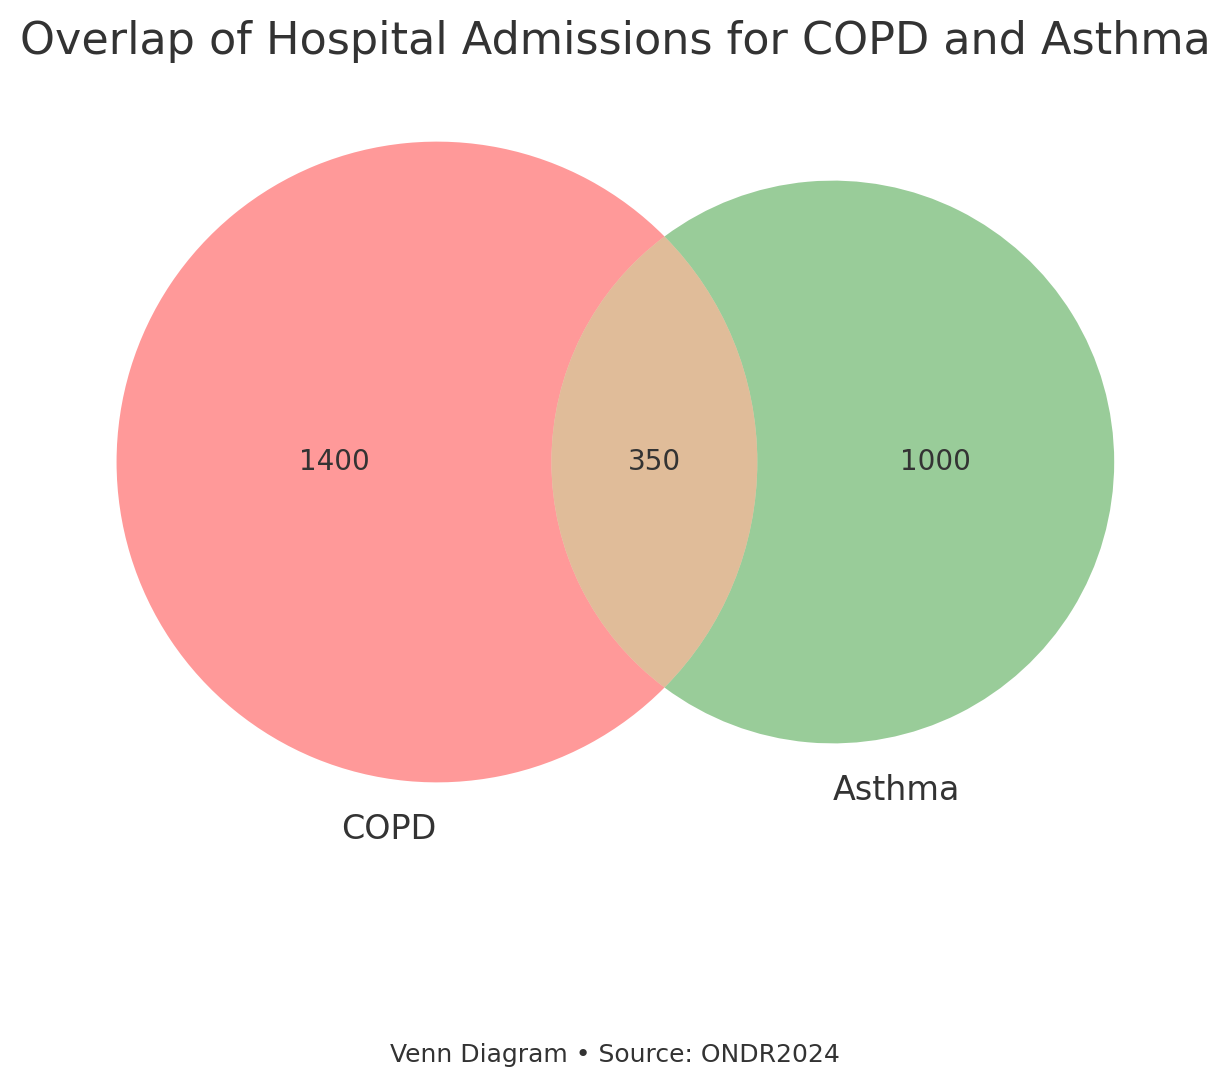 Overlap of Hospital Admissions for COPD and Asthma
1400
350
1000
Asthma
COPD
Venn Diagram • Source: ONDR2024